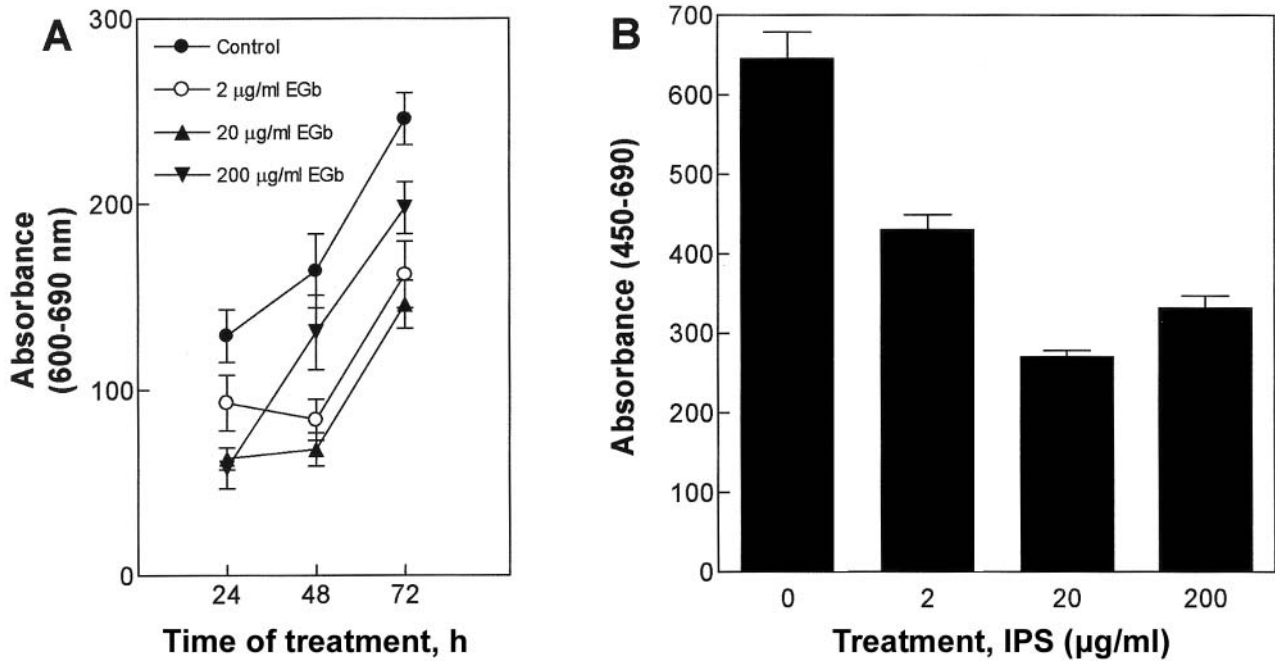 A
300
200
100
0
Control
2 µg/ml EGb
20 µg/ml EGb
200 µg/ml EGb
Absorbance
(600-690 nm)
24 48 72
Time of treatment, h
B
700
600
500
400
300
200
100
0
Absorbance (450-690)
0 2 20 200
Treatment, IPS (µg/ml)